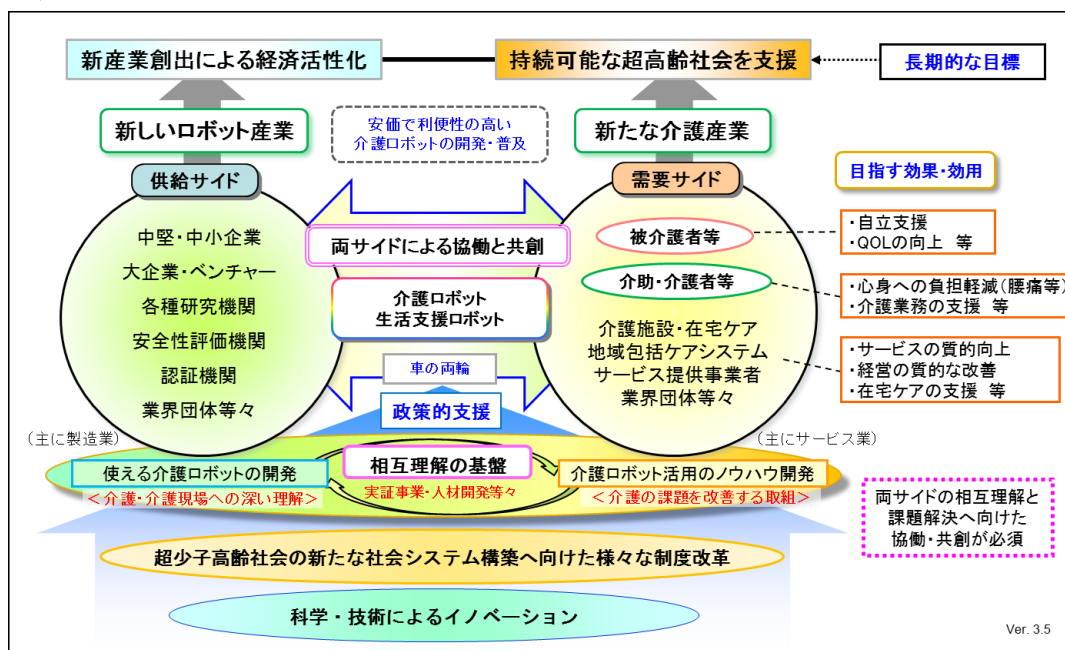 新産業創出による経済活性化
持続可能な超高齢社会を支援
長期的な目標
新しいロボット産業
安価で利便性の高い
介護ロボットの開発・普及
新たな介護産業
供給サイド
需要サイド
目指す効果・効用
中堅・中小企業
大企業・ベンチャー
各種研究機関
安全性評価機関
認証機関
業界団体等々
両サイドによる協働と共創
介護ロボット
生活支援ロボット
車の両輪
政策的支援
被介護者等
介助・介護者等
介護施設・在宅ケア
地域包括ケアシステム
サービス提供事業者
業界団体等々
・自立支援
・QOLの向上 等
・心身への負担軽減(腰痛等)
・介護業務の支援 等
・サービスの質的向上
・経営の質的な改善
・在宅ケアの支援 等
(主に製造業)
(主にサービス業)
使える介護ロボットの開発
<介護・介護現場への深い理解>
相互理解の基盤
実証事業・人材開発等々
介護ロボット活用のノウハウ開発
<介護の課題を改善する取組>
両サイドの相互理解と
課題解決へ向けた
協働・共創が必須
超少子高齢社会の新たな社会システム構築へ向けた様々な制度改革
科学・技術によるイノベーション
Ver. 3.5